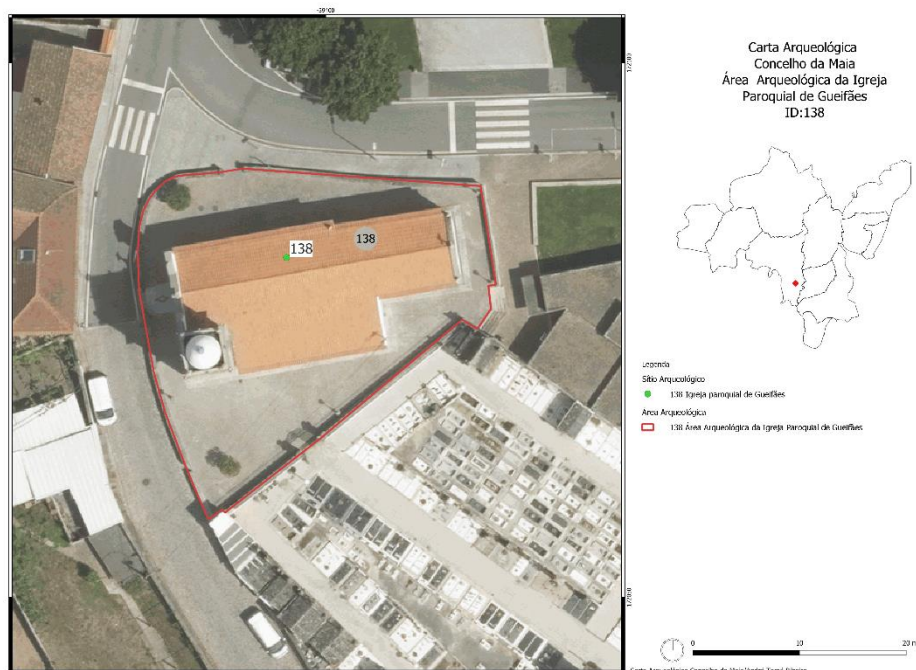 -39100
Carta Arqueológica
Concelho da Maia
Área Arqueológica da Igreja
Paroquial de Gueifães
ID:138
138
138
Legenda
Sítio Arqueológico
138 Igreja paroquial de Gueifães
Área Arqueológica
138 Área Arqueológica da Igreja Paroquial de Gueifães
0 10 20 m